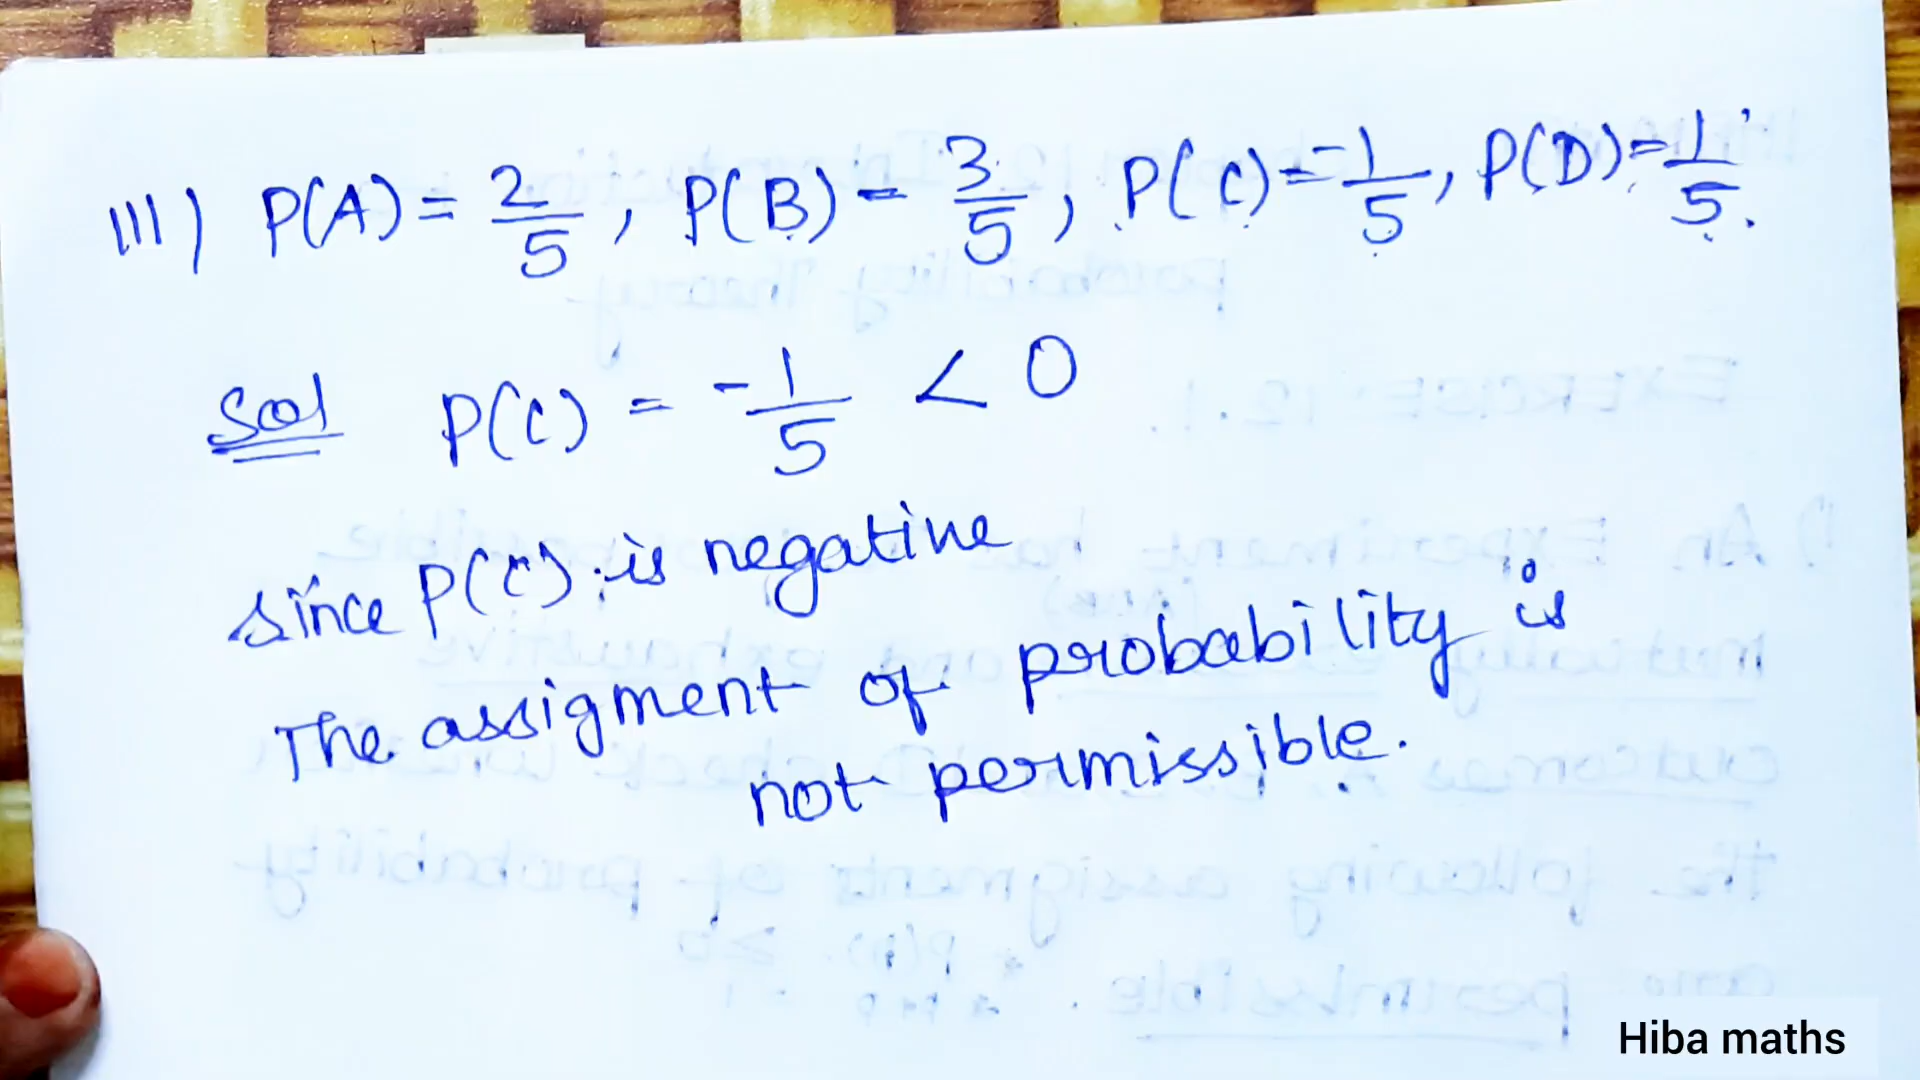 III) P(A) = 2/5, P(B) = 3/5, P(C) = -1/5, P(D) = 1/5.
Sol P(C) = -1/5 < 0
since P(C) is negative
The assigment of probability is
not permissible.
Hiba maths